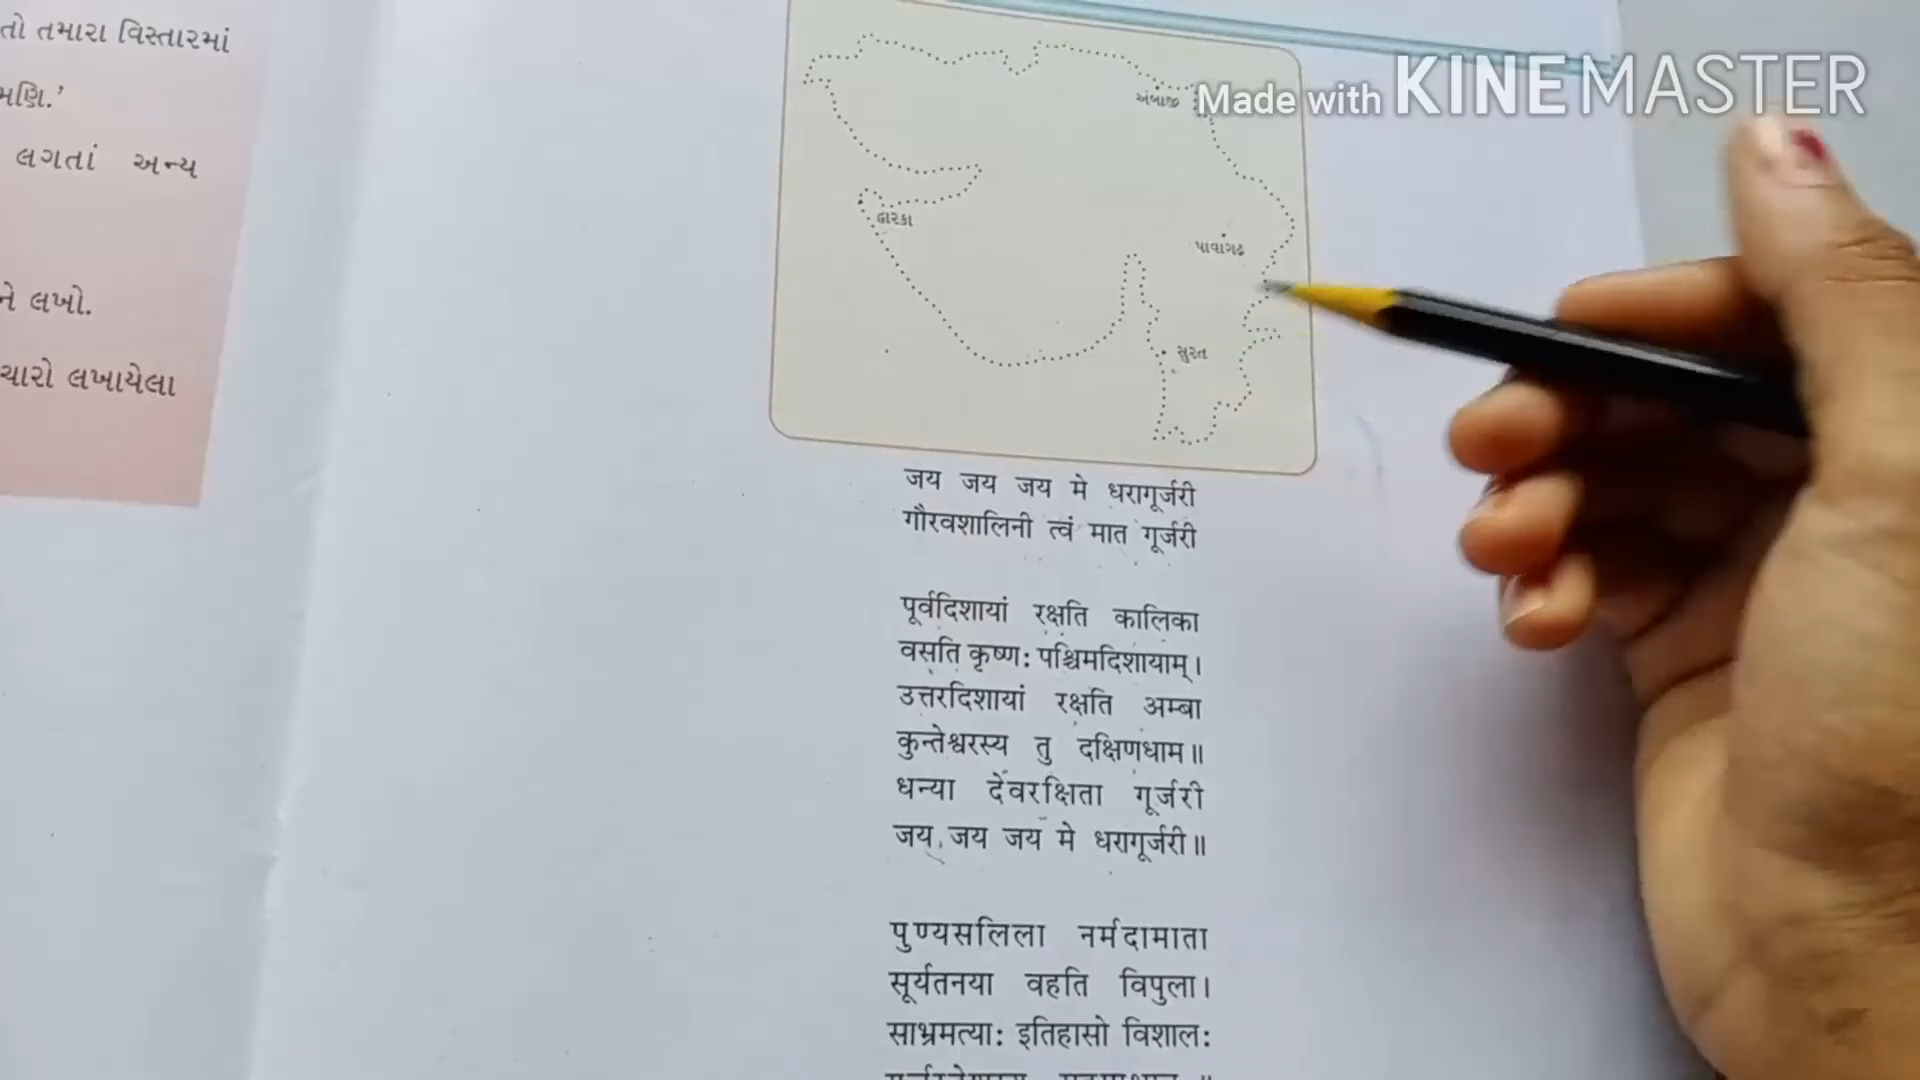 તો તમારા વિસ્તારમાં
મણિ.’
લગતાં અન્ય
ને લખો.
ચારો લખાયેલા
Made with KINEMASTER
અંબાજી
દ્વારકા
પાવાગઢ
સુરત
जय जय जय मे धरागूर्जरी
गौरवशालिनी त्वं मात गूर्जरी
पूर्वदिशायां रक्षति कालिका
वसति कृष्णः पश्चिमदिशायाम्।
उत्तरदिशायां रक्षति अम्बा
कुन्तेश्वरस्य तु दक्षिणधाम॥
धन्या देवरक्षिता गूर्जरी
जय जय जय मे धरागूर्जरी॥
पुण्यसलिला नर्मदामाता
सूर्यतनया वहति विपुला।
साभ्रमत्याः इतिहासो विशालः